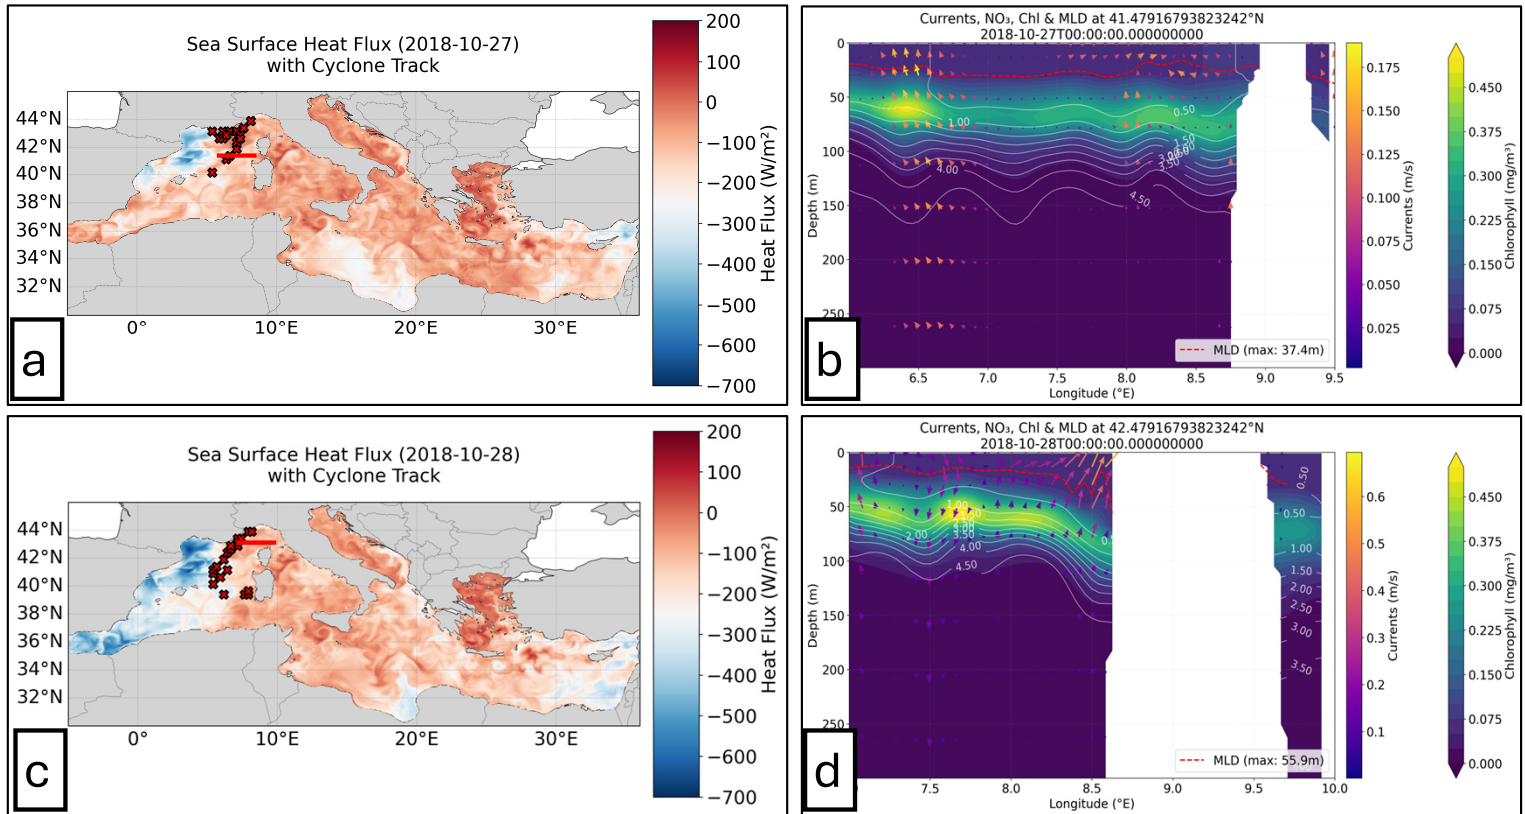 Sea Surface Heat Flux (2018-10-27)
with Cyclone Track
44°N
42°N
40°N
38°N
36°N
34°N
32°N
0°
10°E
20°E
30°E
200
100
0
−100
−200
−300
−400
−500
−600
−700
Heat Flux (W/m²)
a
Currents, NO₃, Chl & MLD at 41.47916793823242°N
2018-10-27T00:00:00.000000000
0
50
100
150
200
250
Depth (m)
0.50
1.00
1.50
3.50
4.00
4.50
MLD (max: 37.4m)
6.5
7.0
7.5
8.0
8.5
9.0
9.5
Longitude (°E)
0.175
0.150
0.125
0.100
0.075
0.050
0.025
Currents (m/s)
0.450
0.375
0.300
0.225
0.150
0.075
0.000
Chlorophyll (mg/m³)
b
Sea Surface Heat Flux (2018-10-28)
with Cyclone Track
44°N
42°N
40°N
38°N
36°N
34°N
32°N
0°
10°E
20°E
30°E
200
100
0
−100
−200
−300
−400
−500
−600
−700
Heat Flux (W/m²)
c
Currents, NO₃, Chl & MLD at 42.47916793823242°N
2018-10-28T00:00:00.000000000
0
50
100
150
200
250
Depth (m)
1.00
2.00
3.50
4.00
4.50
0.50
0.50
1.00
1.50
2.00
2.50
3.00
3.50
MLD (max: 55.9m)
7.5
8.0
8.5
9.0
9.5
10.0
Longitude (°E)
0.6
0.5
0.4
0.3
0.2
0.1
Currents (m/s)
0.450
0.375
0.300
0.225
0.150
0.075
0.000
Chlorophyll (mg/m³)
d